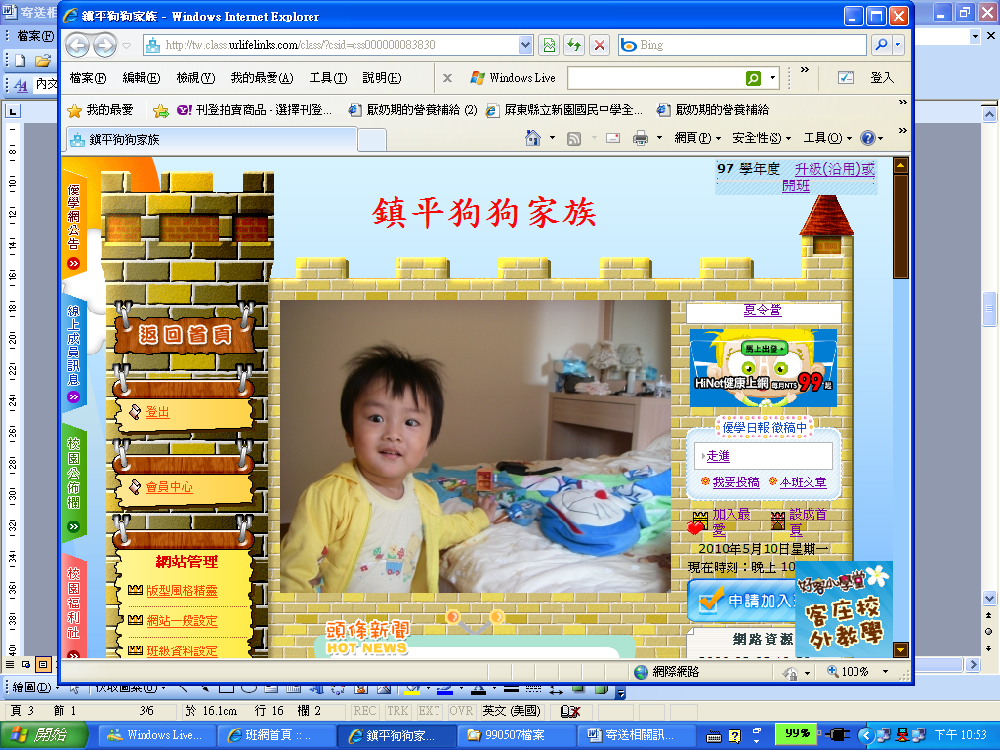 寄送相
鎮平狗狗家族 - Windows Internet Explorer
檔案(F)
http://tw.class.urlifelinks.com/class/?csid=css000000083830
Bing
檔案(F) 編輯(E) 檢視(V) 我的最愛(A) 工具(T) 說明(H)
Windows Live
登入
內文
我的最愛
刊登拍賣商品 - 選擇刊登...
厭奶期的營養補給 (2)
屏東縣立新園國民中學全...
厭奶期的營養補給
鎮平狗狗家族
網頁(P) 安全性(S) 工具(O)
97 學年度 升級(沿用)或
開班
鎮平狗狗家族
優學網公告
線上成員訊息
校園公佈欄
校園福利社
返回首頁
登出
會員中心
網站管理
版型風格精靈
網站一般設定
班級資料設定
夏令營
馬上出發
HiNet健康上網 每月NT$99起
優學日報 徵稿中
走進
我要投稿 本班文章
加入最
愛
設成首
頁
2010年5月10日星期一
現在時刻：晚上 10
申請加入
好客小學堂
客庄校
外教學
網路資源
頭條新聞
HOT NEWS
網際網路
100%
繪圖(D)
快取圖案(U)
頁 3 節 1 3/6 於 16.1cm 行 16 欄 2 REC TRK EXT OVR 英文 (美國)
開始
Windows Live...
班網首頁 :: ...
鎮平狗狗家...
990507檔案
寄送相關訊...
99%
下午 10:53